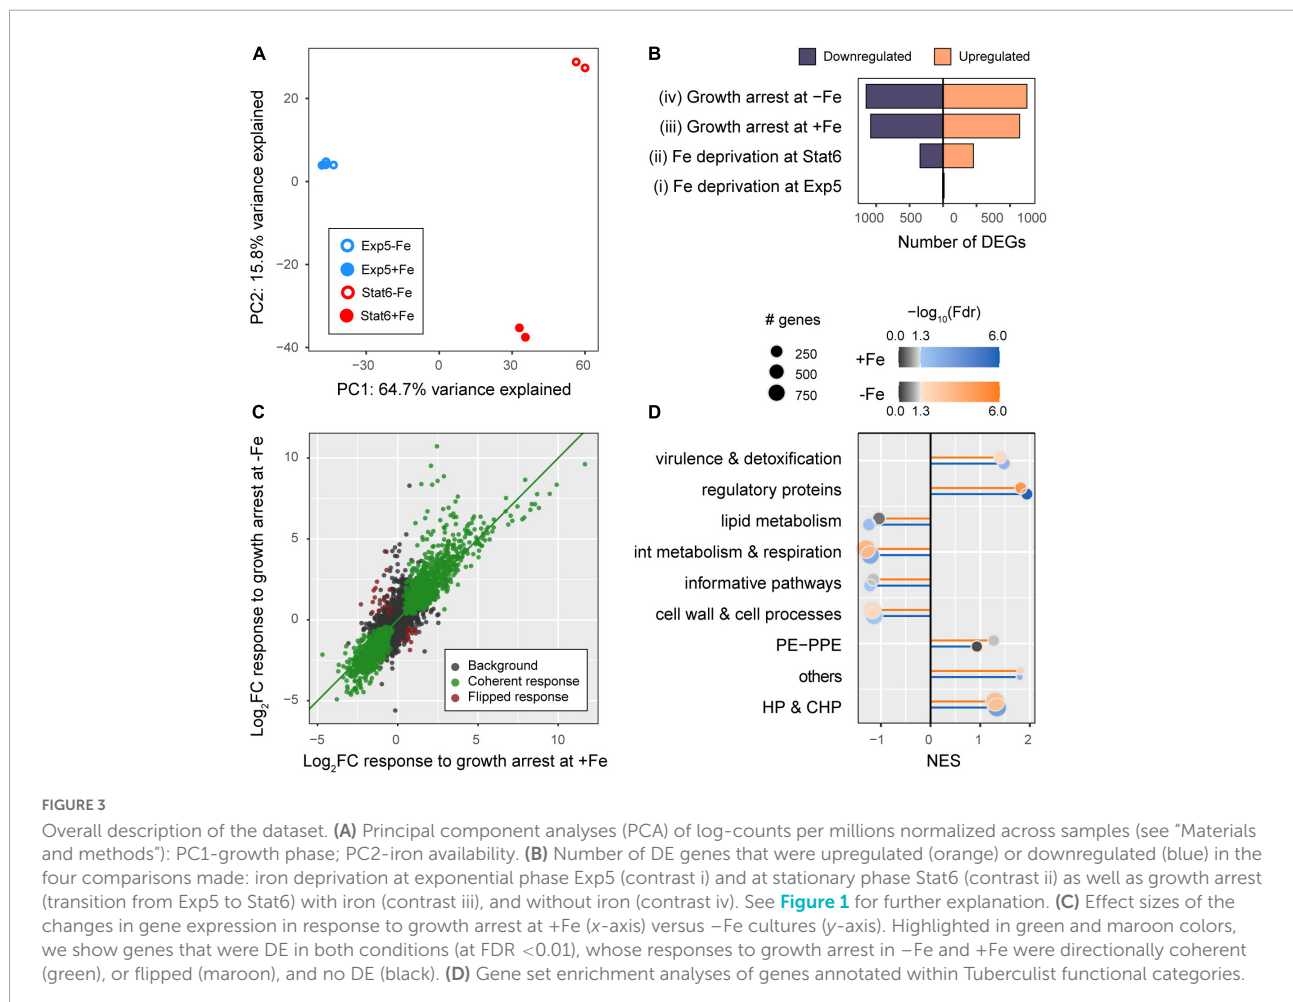 A
PC2: 15.8% variance explained
20
0
−20
−40
Exp5-Fe
Exp5+Fe
Stat6-Fe
Stat6+Fe
−30
0
30
60
PC1: 64.7% variance explained
B
Downregulated
Upregulated
(iv) Growth arrest at −Fe
(iii) Growth arrest at +Fe
(ii) Fe deprivation at Stat6
(i) Fe deprivation at Exp5
1000 500 0 500 1000
Number of DEGs
# genes
250
500
750
−log10(Fdr)
0.0 1.3 6.0
+Fe
-Fe
0.0 1.3 6.0
C
Log2FC response to growth arrest at -Fe
10
5
0
−5
Background
Coherent response
Flipped response
−5
0
5
10
Log2FC response to growth arrest at +Fe
D
virulence & detoxification
regulatory proteins
lipid metabolism
int metabolism & respiration
informative pathways
cell wall & cell processes
PE−PPE
others
HP & CHP
−1
0
1
2
NES
FIGURE 3
Overall description of the dataset. (A) Principal component analyses (PCA) of log-counts per millions normalized across samples (see “Materials
and methods”): PC1-growth phase; PC2-iron availability. (B) Number of DE genes that were upregulated (orange) or downregulated (blue) in the
four comparisons made: iron deprivation at exponential phase Exp5 (contrast i) and at stationary phase Stat6 (contrast ii) as well as growth arrest
(transition from Exp5 to Stat6) with iron (contrast iii), and without iron (contrast iv). See Figure 1 for further explanation. (C) Effect sizes of the
changes in gene expression in response to growth arrest at +Fe (x-axis) versus −Fe cultures (y-axis). Highlighted in green and maroon colors,
we show genes that were DE in both conditions (at FDR <0.01), whose responses to growth arrest in −Fe and +Fe were directionally coherent
(green), or flipped (maroon), and no DE (black). (D) Gene set enrichment analyses of genes annotated within Tuberculist functional categories.